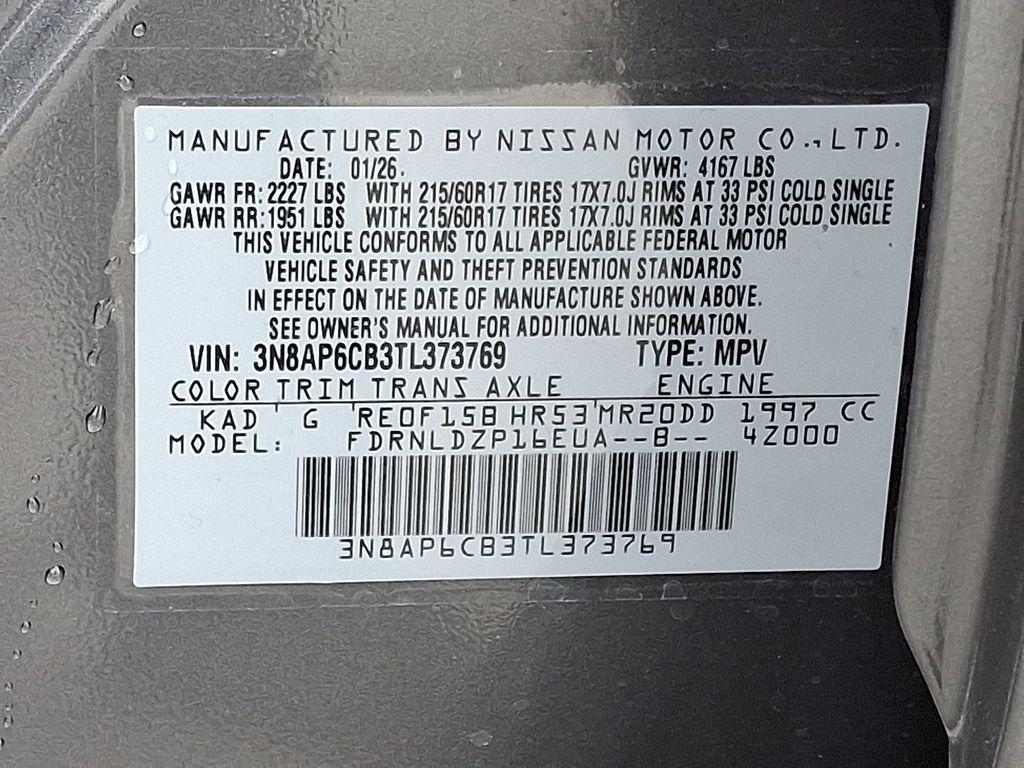 MANUFACTURED BY NISSAN MOTOR CO., LTD.
DATE: 01/26. GVWR: 4167 LBS
GAWR FR: 2227 LBS WITH 215/60R17 TIRES 17X7.0J RIMS AT 33 PSI COLD SINGLE
GAWR RR: 1951 LBS WITH 215/60R17 TIRES 17X7.0J RIMS AT 33 PSI COLD SINGLE
THIS VEHICLE CONFORMS TO ALL APPLICABLE FEDERAL MOTOR
VEHICLE SAFETY AND THEFT PREVENTION STANDARDS
IN EFFECT ON THE DATE OF MANUFACTURE SHOWN ABOVE.
SEE OWNER'S MANUAL FOR ADDITIONAL INFORMATION.
VIN: 3N8AP6CB3TL373769 TYPE: MPV
COLOR TRIM TRANS AXLE ENGINE
KAD G RE0F15B HR53 MR20DD 1997 CC
MODEL: FDRNLDZP16EUA--B-- 4Z000
3N8AP6CB3TL373769